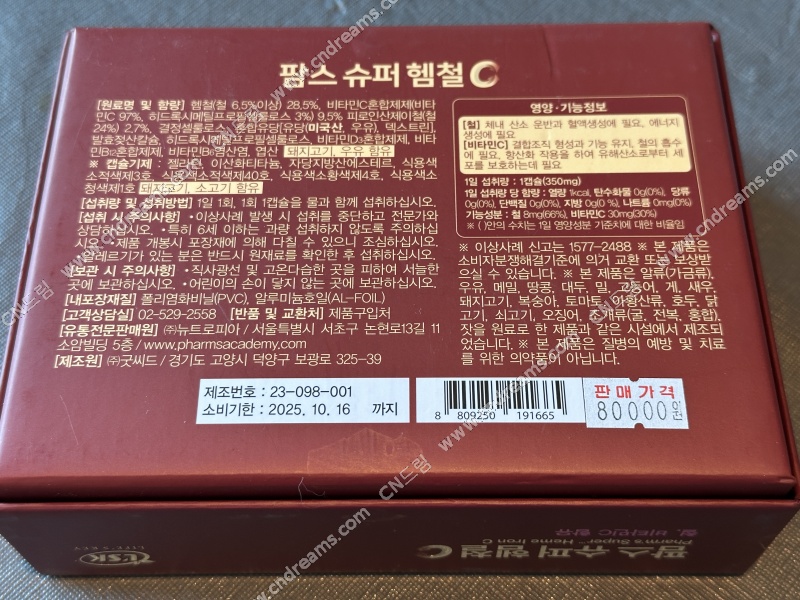 팜스 슈퍼 헴철 C
[원료명 및 함량] 헴철(철 6.5%이상) 28.5%, 비타민C혼합제제(비타
민C 97%, 히드록시메틸프로필셀룰로스 3%) 9.5% 피로인산제이철(철
24%) 2.7%, 결정셀룰로스, 혼합유당(유당(미국산, 우유), 덱스트린),
발효젖산칼슘, 히드록시메틸프로필셀룰로스, 비타민D₃혼합제제, 비
타민B₁₂혼합제제, 비타민B₆염산염, 엽산 돼지고기, 우유 함유
※ 캡슐기제 : 젤라틴, 이산화티타늄, 자당지방산에스테르, 식용색
소적색제3호, 식용색소적색제40호, 식용색소황색제4호, 식용색소
청색제1호 돼지고기, 소고기 함유
[섭취량 및 섭취방법] 1일 1회, 1회 1캡슐을 물과 함께 섭취하십시오.
[섭취 시 주의사항] •이상사례 발생 시 섭취를 중단하고 전문가와
상담하십시오. •특히 6세 이하는 과량 섭취하지 않도록 주의하십
시오. •제품 개봉시 포장재에 의해 다칠 수 있으니 조심하십시오.
•알레르기가 있는 분은 반드시 원재료를 확인한 후 섭취하십시오.
[보관 시 주의사항] •직사광선 및 고온다습한 곳을 피하여 서늘한
곳에 보관하십시오. •어린이의 손이 닿지 않는 곳에 보관하십시오.
[내포장재질] 폴리염화비닐(PVC), 알루미늄호일(AL-FOIL)
[고객상담실] 02-529-2558 [반품 및 교환처] 제품구입처
[유통전문판매원] ㈜뉴트로피아 / 서울특별시 서초구 논현로13길 11
소암빌딩 5층 / www.pharmsacademy.com
[제조원] ㈜굿씨드 / 경기도 고양시 덕양구 보광로 325-39
영양·기능정보
[철] 체내 산소 운반과 혈액생성에 필요, 에너지
생성에 필요
[비타민C] 결합조직 형성과 기능 유지, 철의 흡수
에 필요, 항산화 작용을 하여 유해산소로부터 세
포를 보호하는데 필요
1일 섭취량 : 1캡슐(350mg)
1일 섭취량 당 함량 • 열량 1kcal, 탄수화물 0g(0%), 당류
0g(0%), 단백질 0g(0%), 지방 0g(0 %), 나트륨 0mg(0%)
기능성분 : 철 8mg(66%), 비타민C 30mg(30%)
※ ( )안의 수치는 1일 영양성분 기준치에 대한 비율임
※ 이상사례 신고는 1577-2488 ※ 본 제품은
소비자분쟁해결기준에 의거 교환 또는 보상받
으실 수 있습니다. ※ 본 제품은 알류(가금류),
우유, 메밀, 땅콩, 대두, 밀, 고등어, 게, 새우,
돼지고기, 복숭아, 토마토, 아황산류, 호두, 닭
고기, 쇠고기, 오징어, 조개류(굴, 전복, 홍합),
잣을 원료로 한 제품과 같은 시설에서 제조되
었습니다. ※ 본 제품은 질병의 예방 및 치료
를 위한 의약품이 아닙니다.
제조번호 : 23-098-001
소비기한 : 2025. 10. 16 까지
8 809250 191665
판매가격
80000원
팜스 슈퍼 헴철 C
Pharm's Super Heme Iron C
철, 비타민C 함유
CN드림 www.cndreams.com